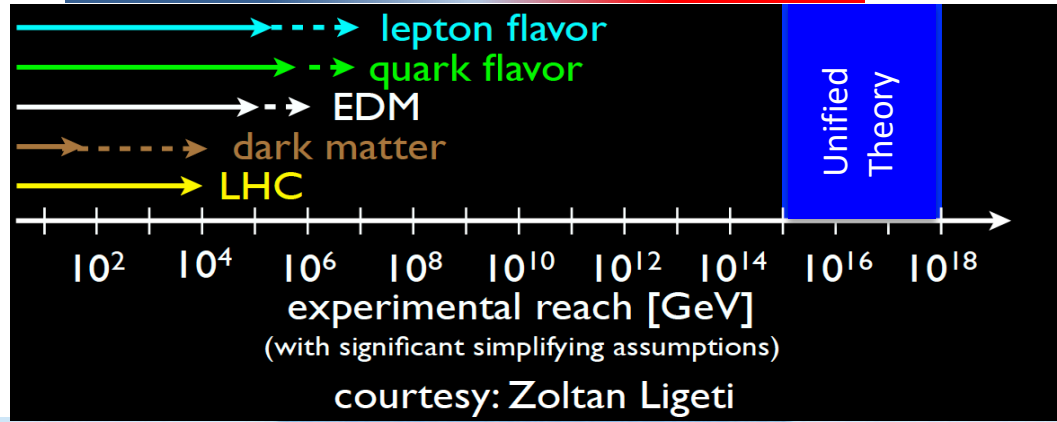 lepton flavor
quark flavor
EDM
dark matter
LHC
Unified
Theory
10² 10⁴ 10⁶ 10⁸ 10¹⁰ 10¹² 10¹⁴ 10¹⁶ 10¹⁸
experimental reach [GeV]
(with significant simplifying assumptions)
courtesy: Zoltan Ligeti